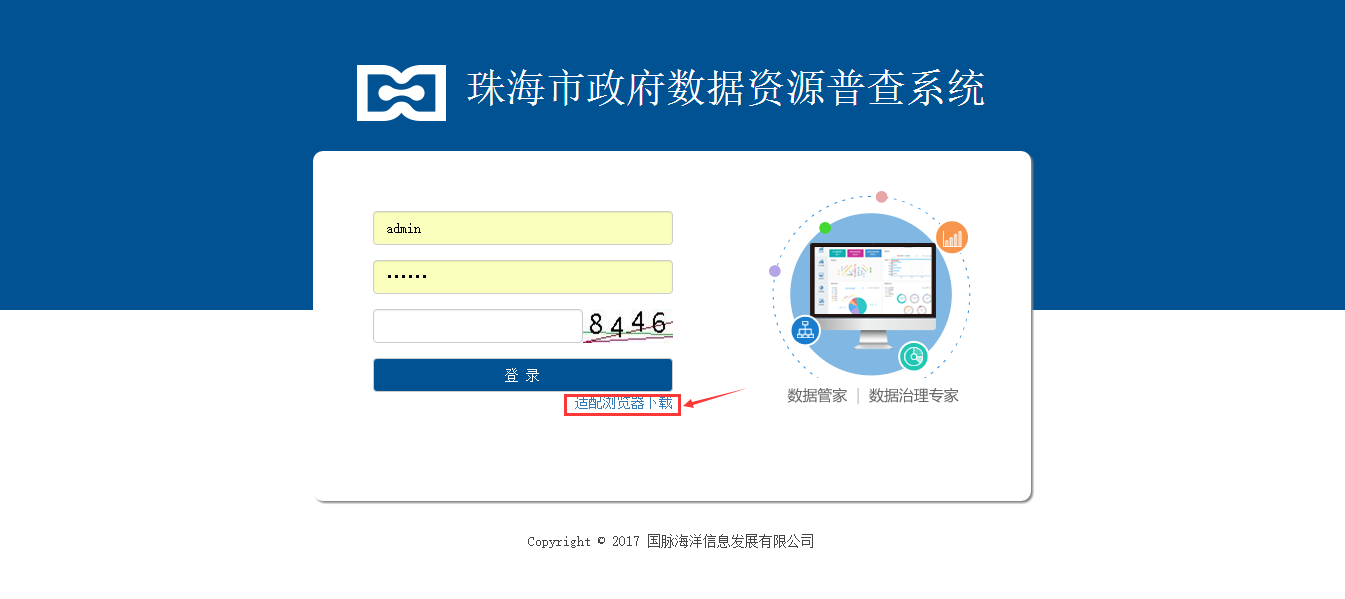 珠海市政府数据资源普查系统
admin
••••••
8446
登 录
适配浏览器下载
数据管家 | 数据治理专家
Copyright © 2017 国脉海洋信息发展有限公司